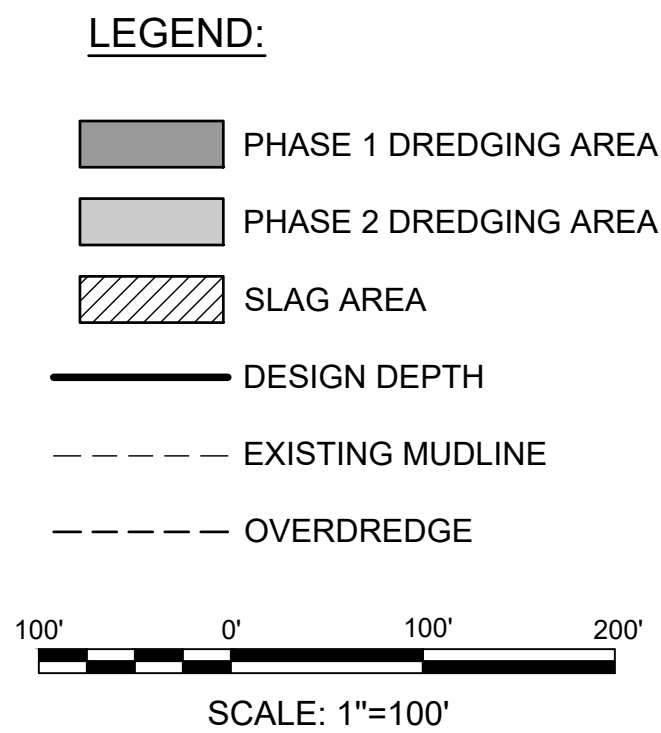 LEGEND:
PHASE 1 DREDGING AREA
PHASE 2 DREDGING AREA
SLAG AREA
DESIGN DEPTH
EXISTING MUDLINE
OVERDREDGE
100' 0' 100' 200'
SCALE: 1"=100'